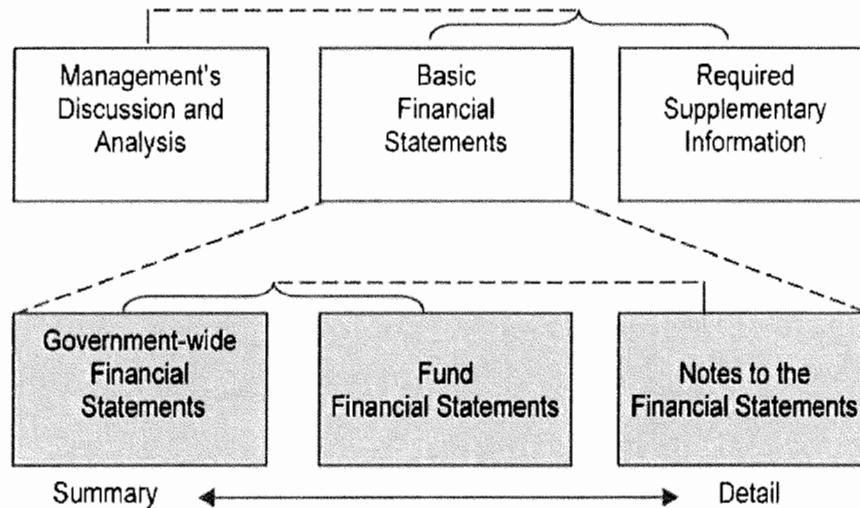 Management's
Discussion and
Analysis
Basic
Financial
Statements
Required
Supplementary
Information
Government-wide
Financial
Statements
Fund
Financial Statements
Notes to the
Financial Statements
Summary
Detail